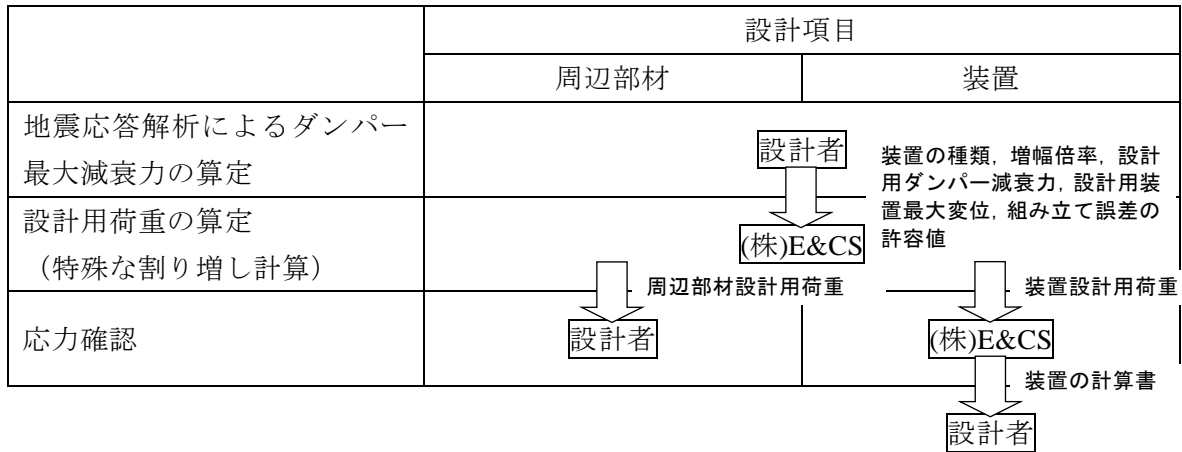 設計項目
周辺部材
装置
地震応答解析によるダンパー
最大減衰力の算定
設計者
装置の種類, 増幅倍率, 設計
用ダンパー減衰力, 設計用装
置最大変位, 組み立て誤差の
許容値
設計用荷重の算定
(特殊な割り増し計算)
(株)E&CS
周辺部材設計用荷重
装置設計用荷重
応力確認
設計者
(株)E&CS
装置の計算書
設計者